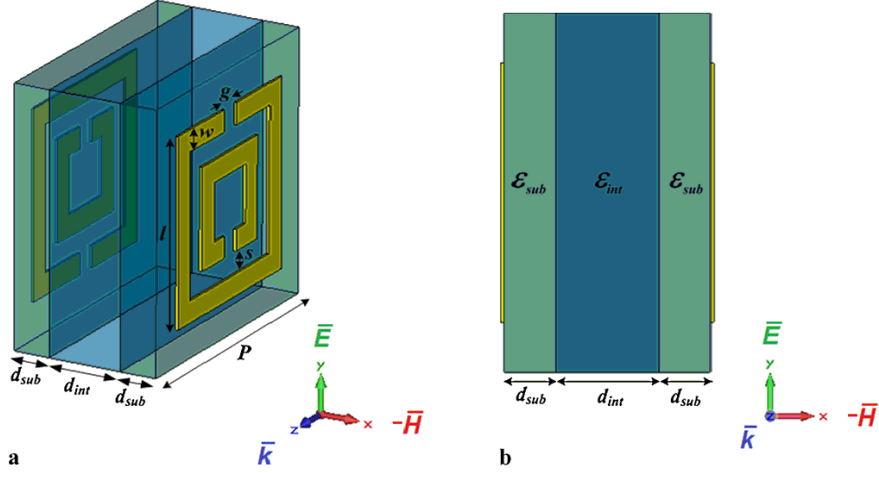 g
w
l
s
P
d_sub
d_int
d_sub
Ē
Y
X
-H̄
Z
k̄
a
ε_sub
ε_int
ε_sub
d_sub
d_int
d_sub
Ē
Y
Z
X
-H̄
k̄
b